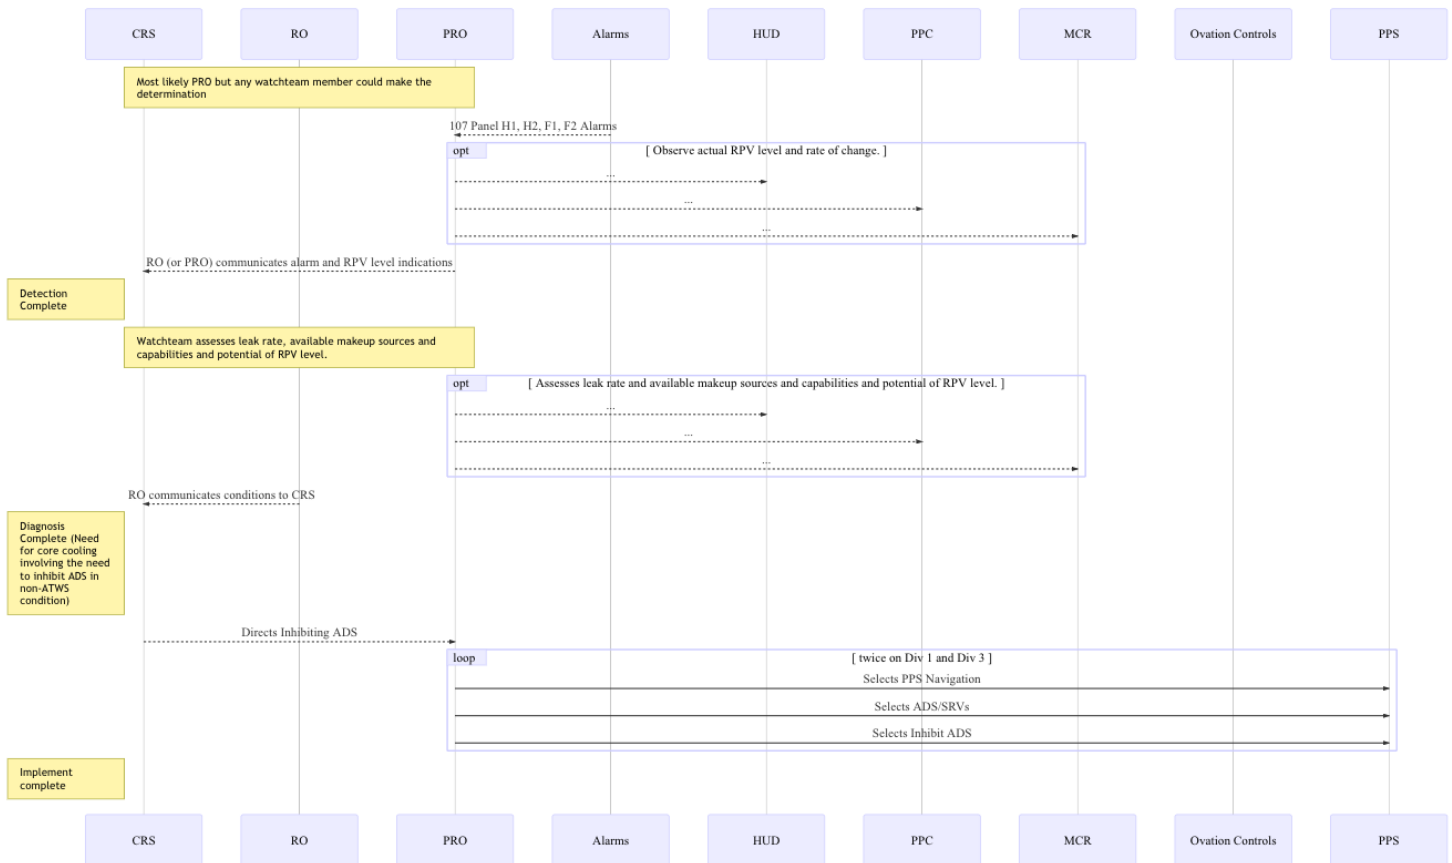 CRS RO PRO Alarms HUD PPC MCR Ovation Controls PPS
Most likely PRO but any watchteam member could make the
determination
107 Panel H1, H2, F1, F2 Alarms
opt [ Observe actual RPV level and rate of change. ]
...
...
...
RO (or PRO) communicates alarm and RPV level indications
Detection
Complete
Watchteam assesses leak rate, available makeup sources and
capabilities and potential of RPV level.
opt [ Assesses leak rate and available makeup sources and capabilities and potential of RPV level. ]
...
...
...
RO communicates conditions to CRS
Diagnosis
Complete (Need
for core cooling
involving the need
to inhibit ADS in
non-ATWS
condition)
Directs Inhibiting ADS
loop [ twice on Div 1 and Div 3 ]
Selects PPS Navigation
Selects ADS/SRVs
Selects Inhibit ADS
Implement
complete
CRS RO PRO Alarms HUD PPC MCR Ovation Controls PPS